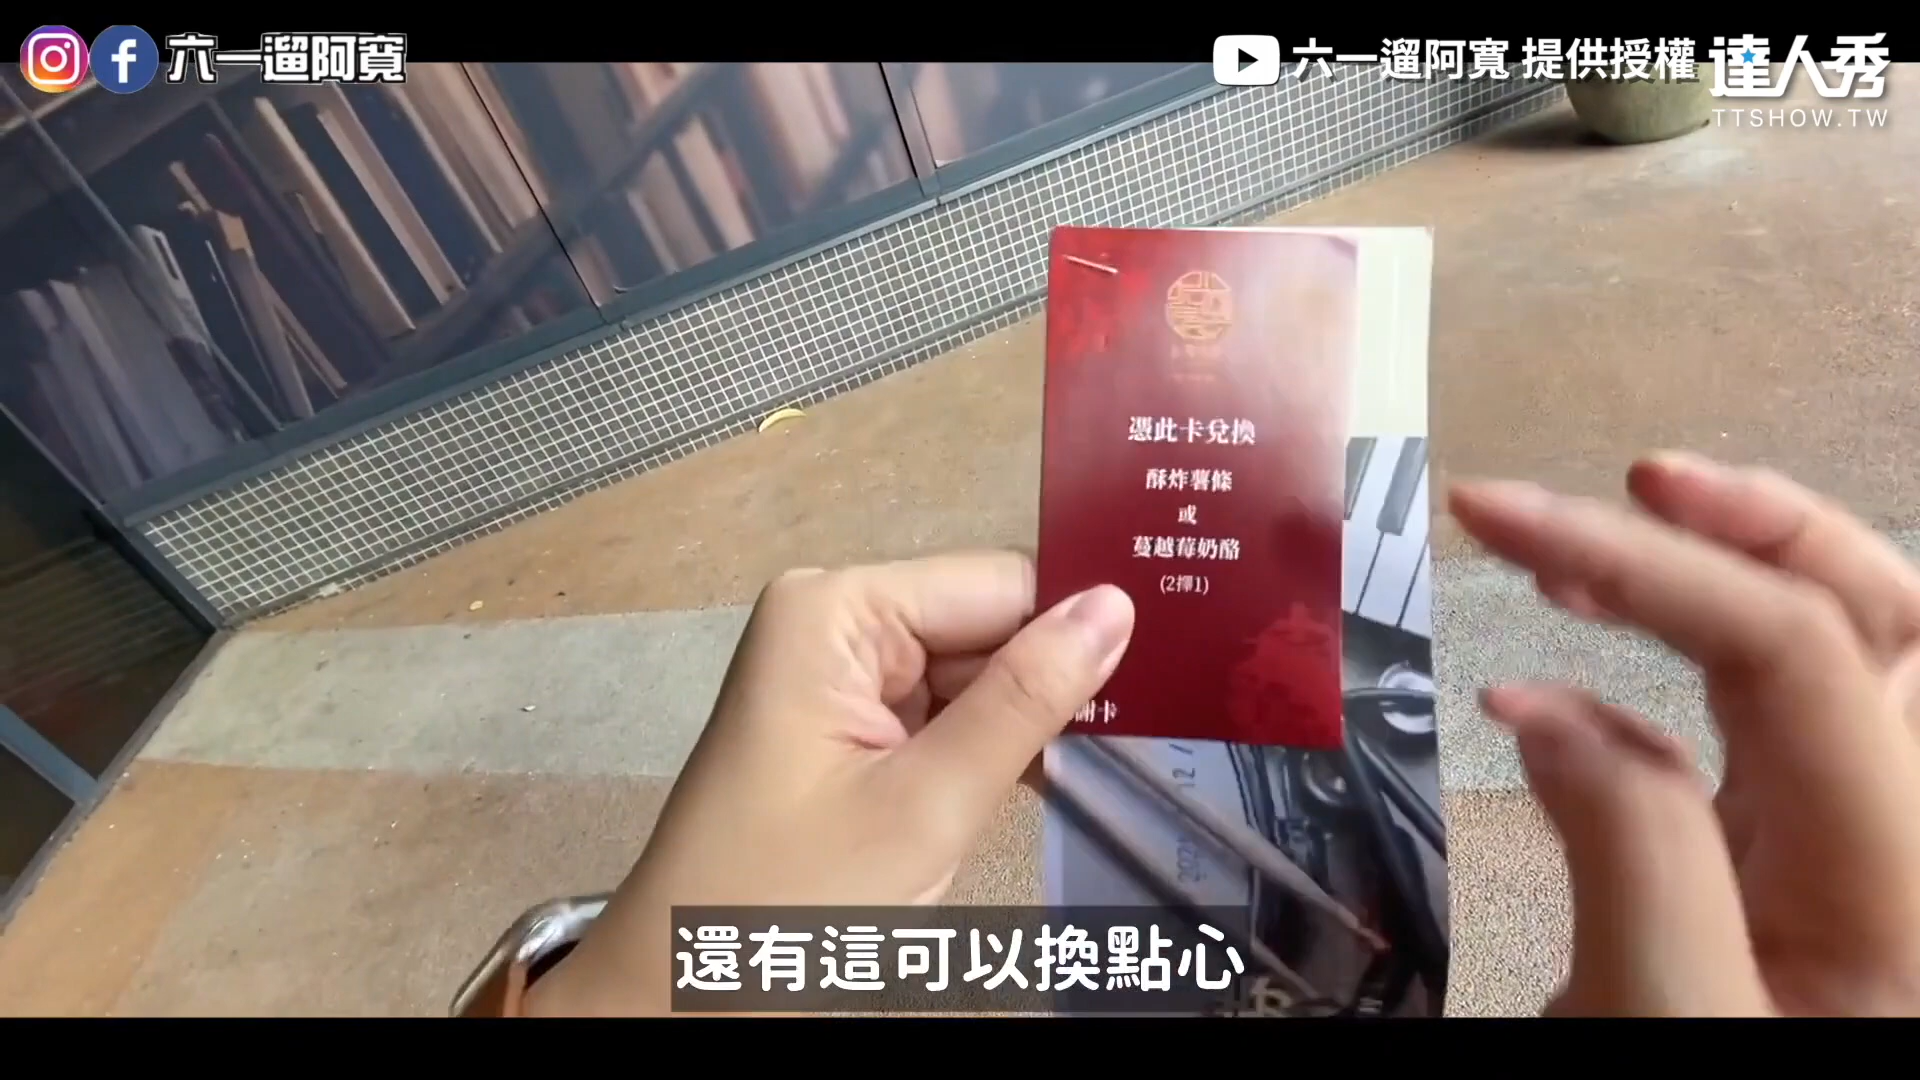 六一遛阿寬
六一遛阿寬 提供授權
達人秀
TTSHOW.TW
憑此卡兌換
酥炸薯條
或
蔓越莓奶酪
(2擇1)
謝卡
還有這可以換點心